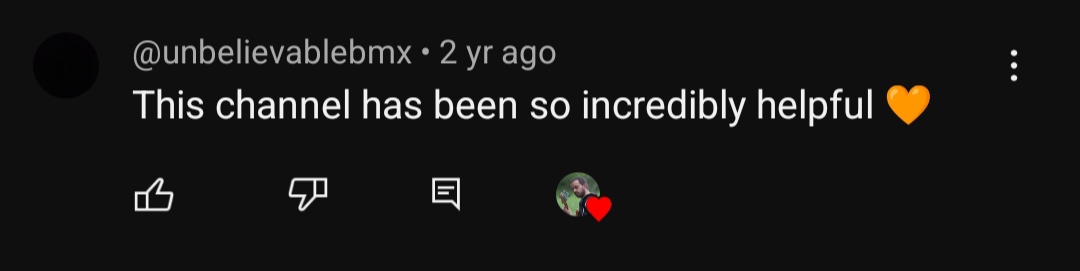 @unbelievablebmx • 2 yr ago
This channel has been so incredibly helpful 🧡